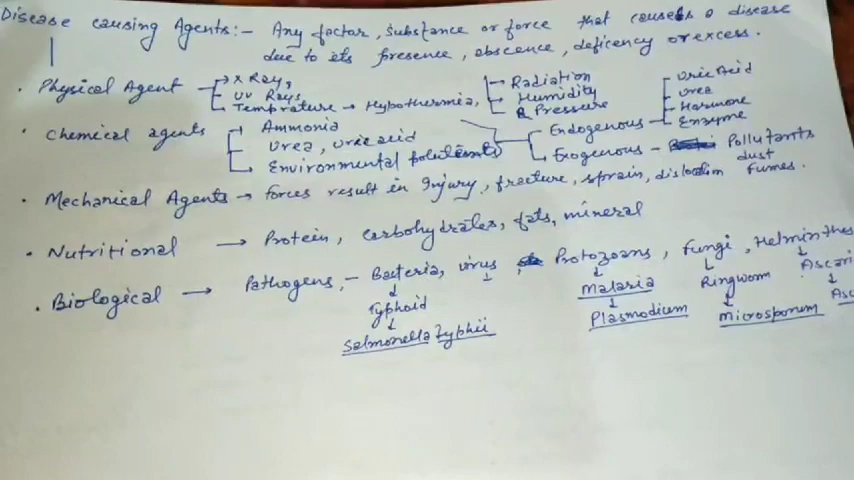 Disease causing Agents:- Any factor, substance or force that causes a disease
due to its presence, abscence, deficency or excess.
• Physical Agent → X Ray,
UV Rays
Temprature → Hypothermia,
Radiation
Humidity
Pressure
• Chemical agents
Ammonia
Urea, Uric acid
Environmental pollutants
Endogenous
Uric Acid
Urea
Harmone
Enzyme
Exogenous - Pollutants
dust
fumes.
• Mechanical Agents → forces result in Injury, fracture, sprain, dislocation
• Nutritional → Protein, carbohydrates, fats, mineral
• Biological → Pathogens, - Bacteria, virus, Protozoans, Fungi, Helminthes
Typhoid
Salmonella Typhii
Malaria
Plasmodium
Ringworm
Microsporum
Ascari
Asc